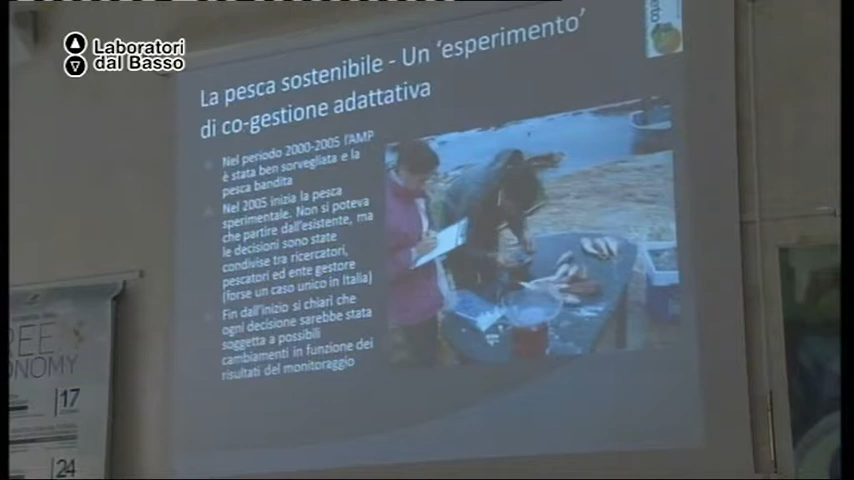 Laboratori
dal Basso
La pesca sostenibile - Un 'esperimento'
di co-gestione adattativa
Nel periodo 2000-2005 l'AMP
è stata ben sorvegliata e la
pesca bandita
Nel 2005 inizia la pesca
sperimentale. Non si poteva
che partire dall'esistente, ma
le decisioni sono state
condivise tra ricercatori,
pescatori ed ente gestore
(forse un caso unico in Italia)
Fin dall'inizio si chiarì che
ogni decisione sarebbe stata
soggetta a possibili
cambiamenti in funzione dei
risultati del monitoraggio
eto
REE
ONOMY
17
24